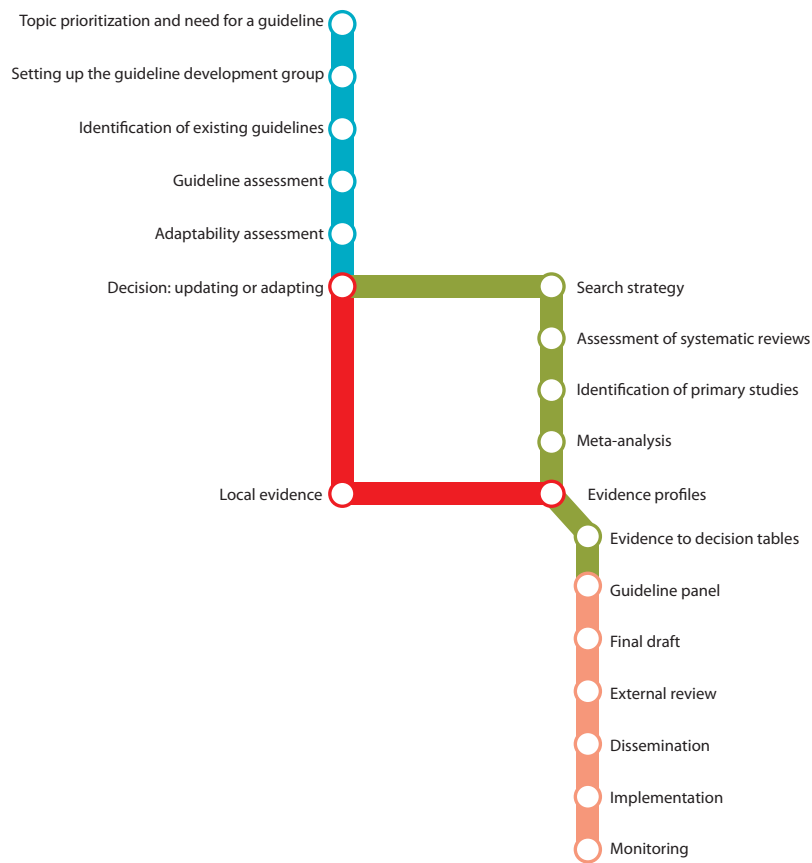 Topic prioritization and need for a guideline
Setting up the guideline development group
Identification of existing guidelines
Guideline assessment
Adaptability assessment
Decision: updating or adapting
Search strategy
Assessment of systematic reviews
Identification of primary studies
Meta-analysis
Local evidence
Evidence profiles
Evidence to decision tables
Guideline panel
Final draft
External review
Dissemination
Implementation
Monitoring